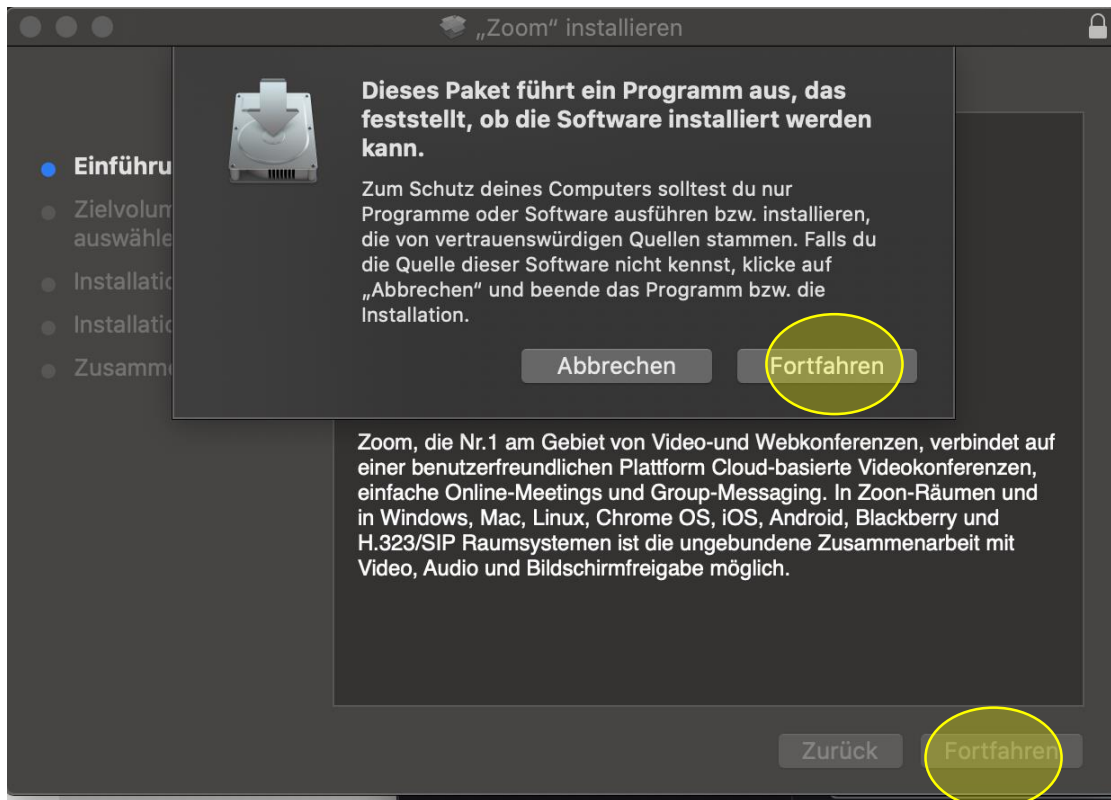 „Zoom“ installieren
Dieses Paket führt ein Programm aus, das
feststellt, ob die Software installiert werden
kann.
Zum Schutz deines Computers solltest du nur
Programme oder Software ausführen bzw. installieren,
die von vertrauenswürdigen Quellen stammen. Falls du
die Quelle dieser Software nicht kennst, klicke auf
„Abbrechen“ und beende das Programm bzw. die
Installation.
Abbrechen Fortfahren
Einführu
Zielvolum
auswähle
Installatio
Installatio
Zusamme
Zoom, die Nr.1 am Gebiet von Video-und Webkonferenzen, verbindet auf
einer benutzerfreundlichen Plattform Cloud-basierte Videokonferenzen,
einfache Online-Meetings und Group-Messaging. In Zoon-Räumen und
in Windows, Mac, Linux, Chrome OS, iOS, Android, Blackberry und
H.323/SIP Raumsystemen ist die ungebundene Zusammenarbeit mit
Video, Audio und Bildschirmfreigabe möglich.
Zurück Fortfahren